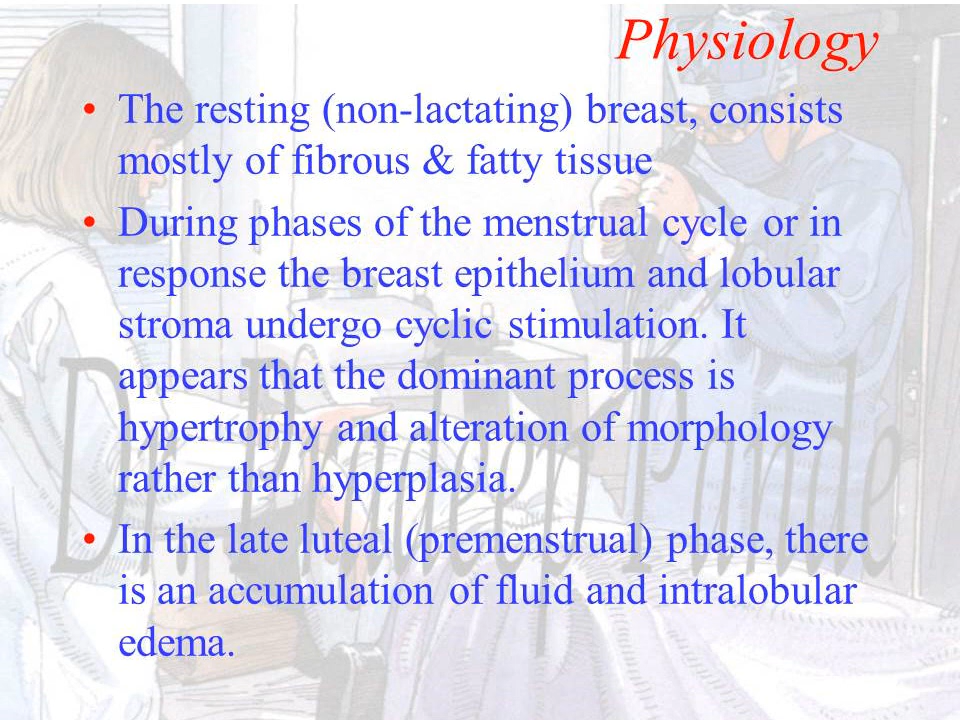 Physiology
• The resting (non-lactating) breast, consists
mostly of fibrous & fatty tissue
• During phases of the menstrual cycle or in
response the breast epithelium and lobular
stroma undergo cyclic stimulation. It
appears that the dominant process is
hypertrophy and alteration of morphology
rather than hyperplasia.
• In the late luteal (premenstrual) phase, there
is an accumulation of fluid and intralobular
edema.
Dr. Pradeep Pande